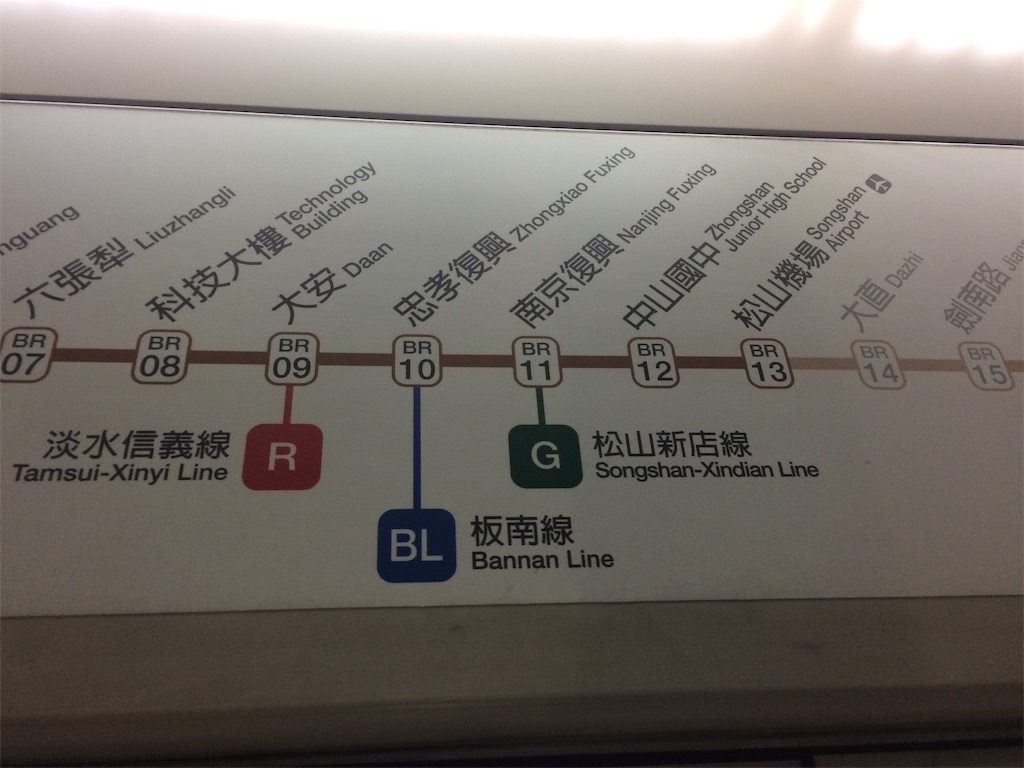 六張犁 Liuzhangli
科技大樓 Technology
Building
大安 Daan
忠孝復興 Zhongxiao Fuxing
南京復興 Nanjing Fuxing
中山國中 Zhongshan
Junior High School
松山機場 Songshan
Airport
大直 Dazhi
劍南路
BR
07
BR
08
BR
09
BR
10
BR
11
BR
12
BR
13
BR
14
BR
15
淡水信義線
Tamsui-Xinyi Line
R
G
松山新店線
Songshan-Xindian Line
BL
板南線
Bannan Line